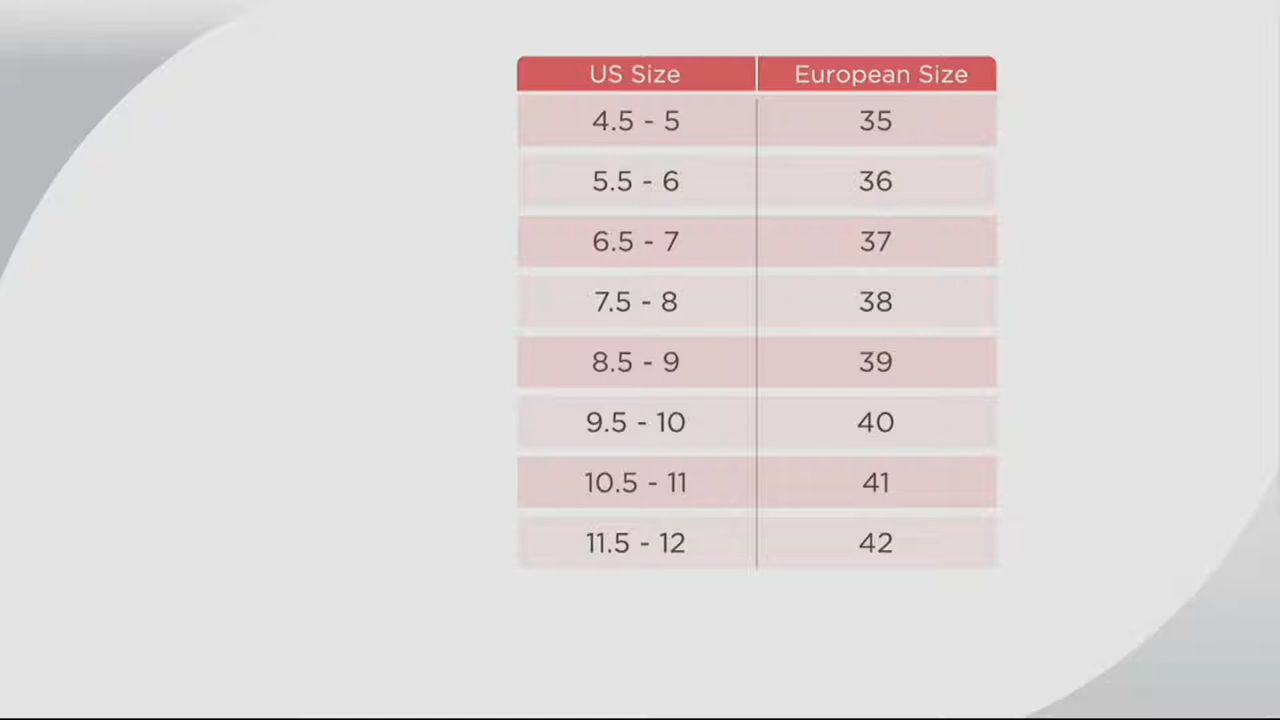 US Size European Size
4.5 - 5 35
5.5 - 6 36
6.5 - 7 37
7.5 - 8 38
8.5 - 9 39
9.5 - 10 40
10.5 - 11 41
11.5 - 12 42